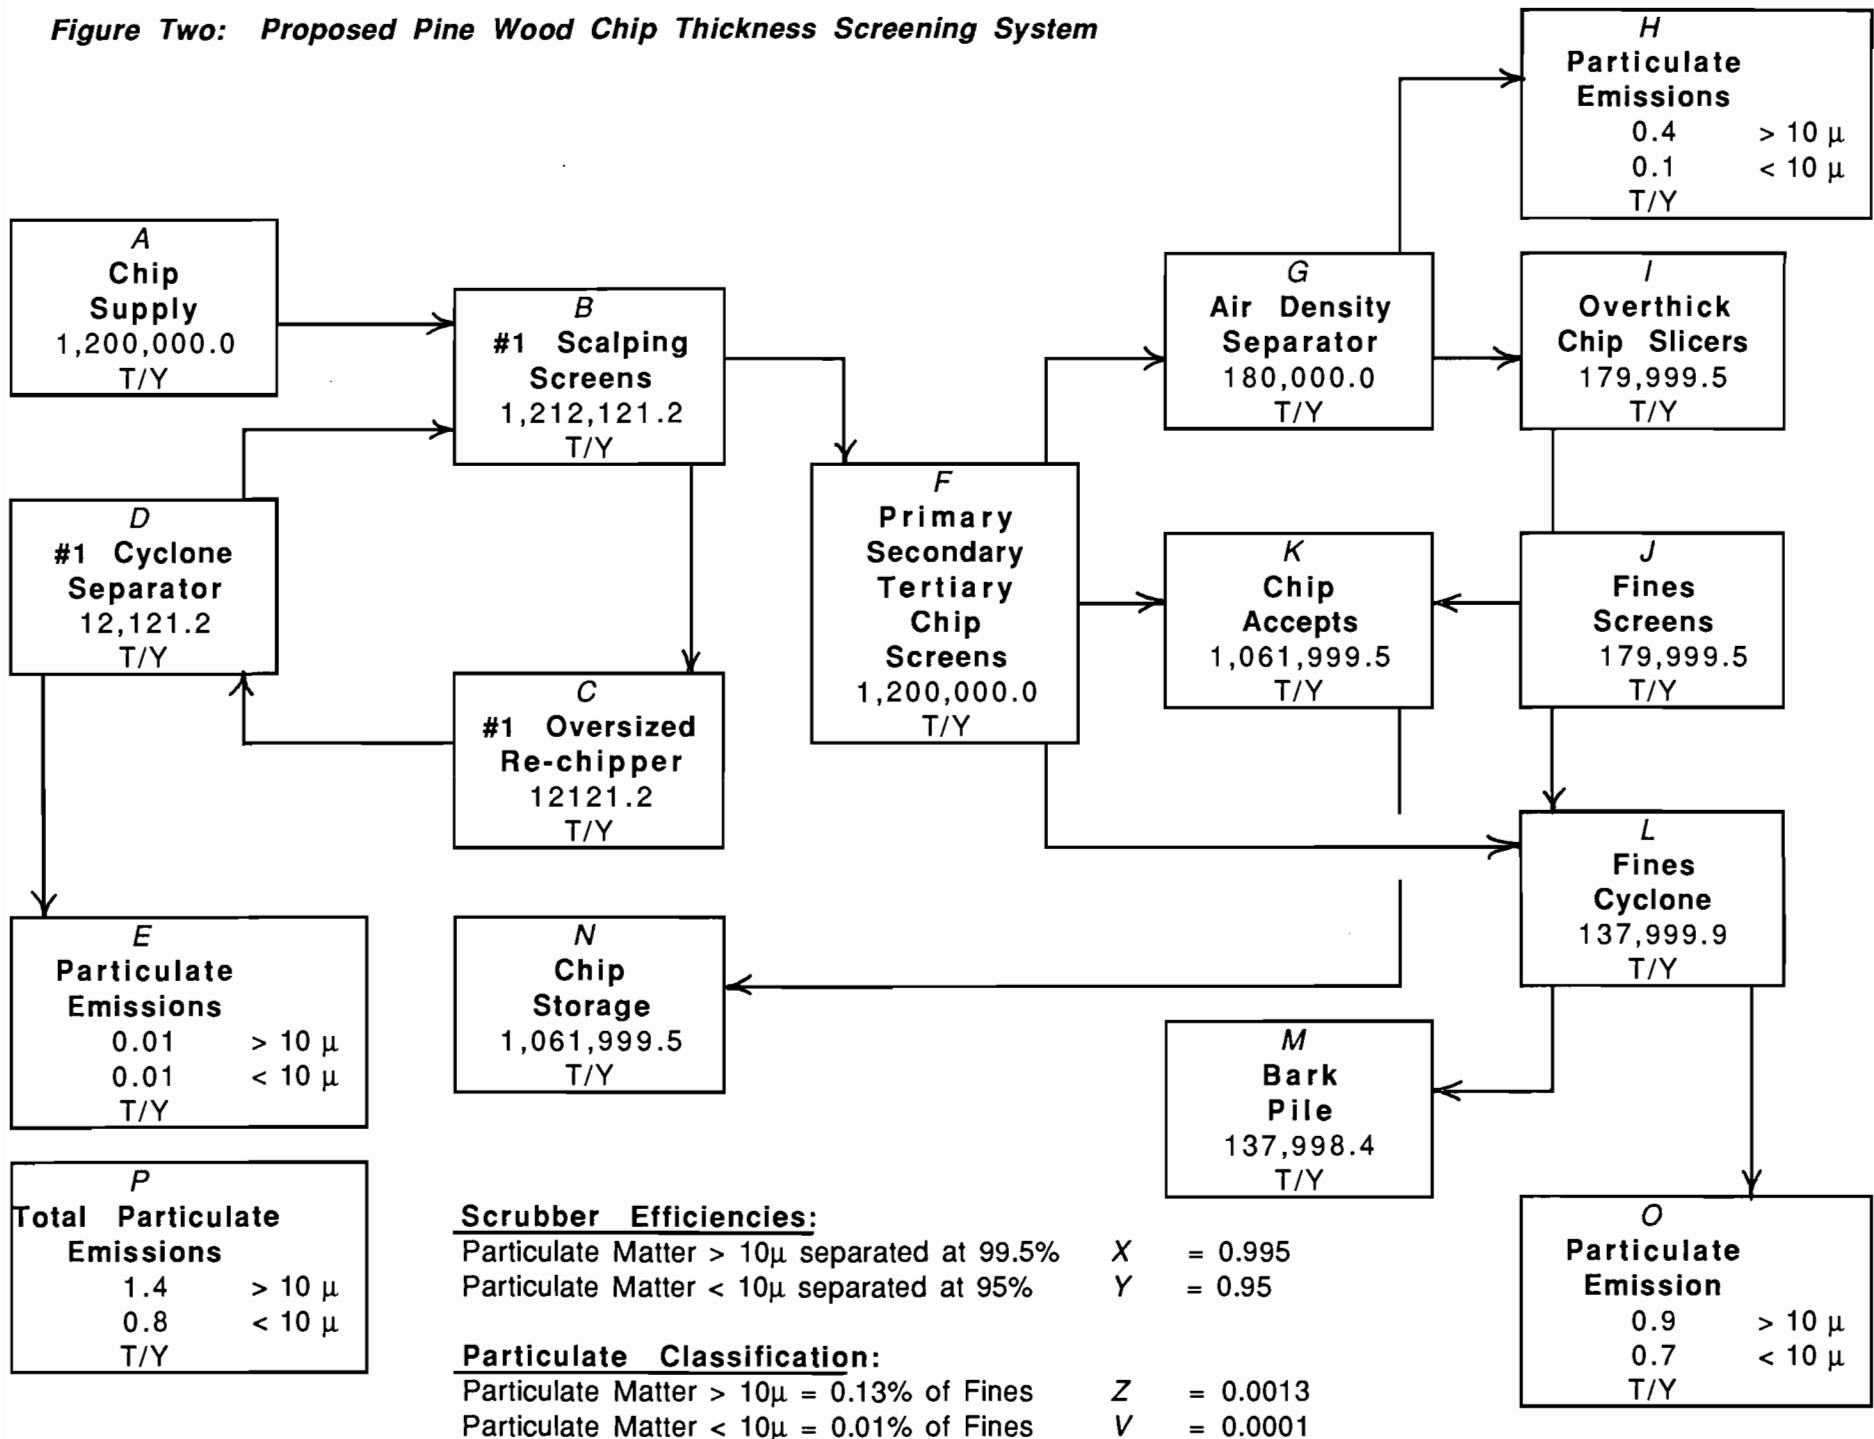 Figure Two: Proposed Pine Wood Chip Thickness Screening System
H
Particulate
Emissions
0.4 > 10 µ
0.1 < 10 µ
T/Y
A
Chip
Supply
1,200,000.0
T/Y
B
#1 Scalping
Screens
1,212,121.2
T/Y
G
Air Density
Separator
180,000.0
T/Y
I
Overthick
Chip Slicers
179,999.5
T/Y
D
#1 Cyclone
Separator
12,121.2
T/Y
C
#1 Oversized
Re-chipper
12121.2
T/Y
F
Primary
Secondary
Tertiary
Chip
Screens
1,200,000.0
T/Y
K
Chip
Accepts
1,061,999.5
T/Y
J
Fines
Screens
179,999.5
T/Y
L
Fines
Cyclone
137,999.9
T/Y
E
Particulate
Emissions
0.01 > 10 µ
0.01 < 10 µ
T/Y
N
Chip
Storage
1,061,999.5
T/Y
M
Bark
Pile
137,998.4
T/Y
P
Total Particulate
Emissions
1.4 > 10 µ
0.8 < 10 µ
T/Y
O
Particulate
Emission
0.9 > 10 µ
0.7 < 10 µ
T/Y
Scrubber Efficiencies:
Particulate Matter > 10µ separated at 99.5% X = 0.995
Particulate Matter < 10µ separated at 95% Y = 0.95
Particulate Classification:
Particulate Matter > 10µ = 0.13% of Fines Z = 0.0013
Particulate Matter < 10µ = 0.01% of Fines V = 0.0001